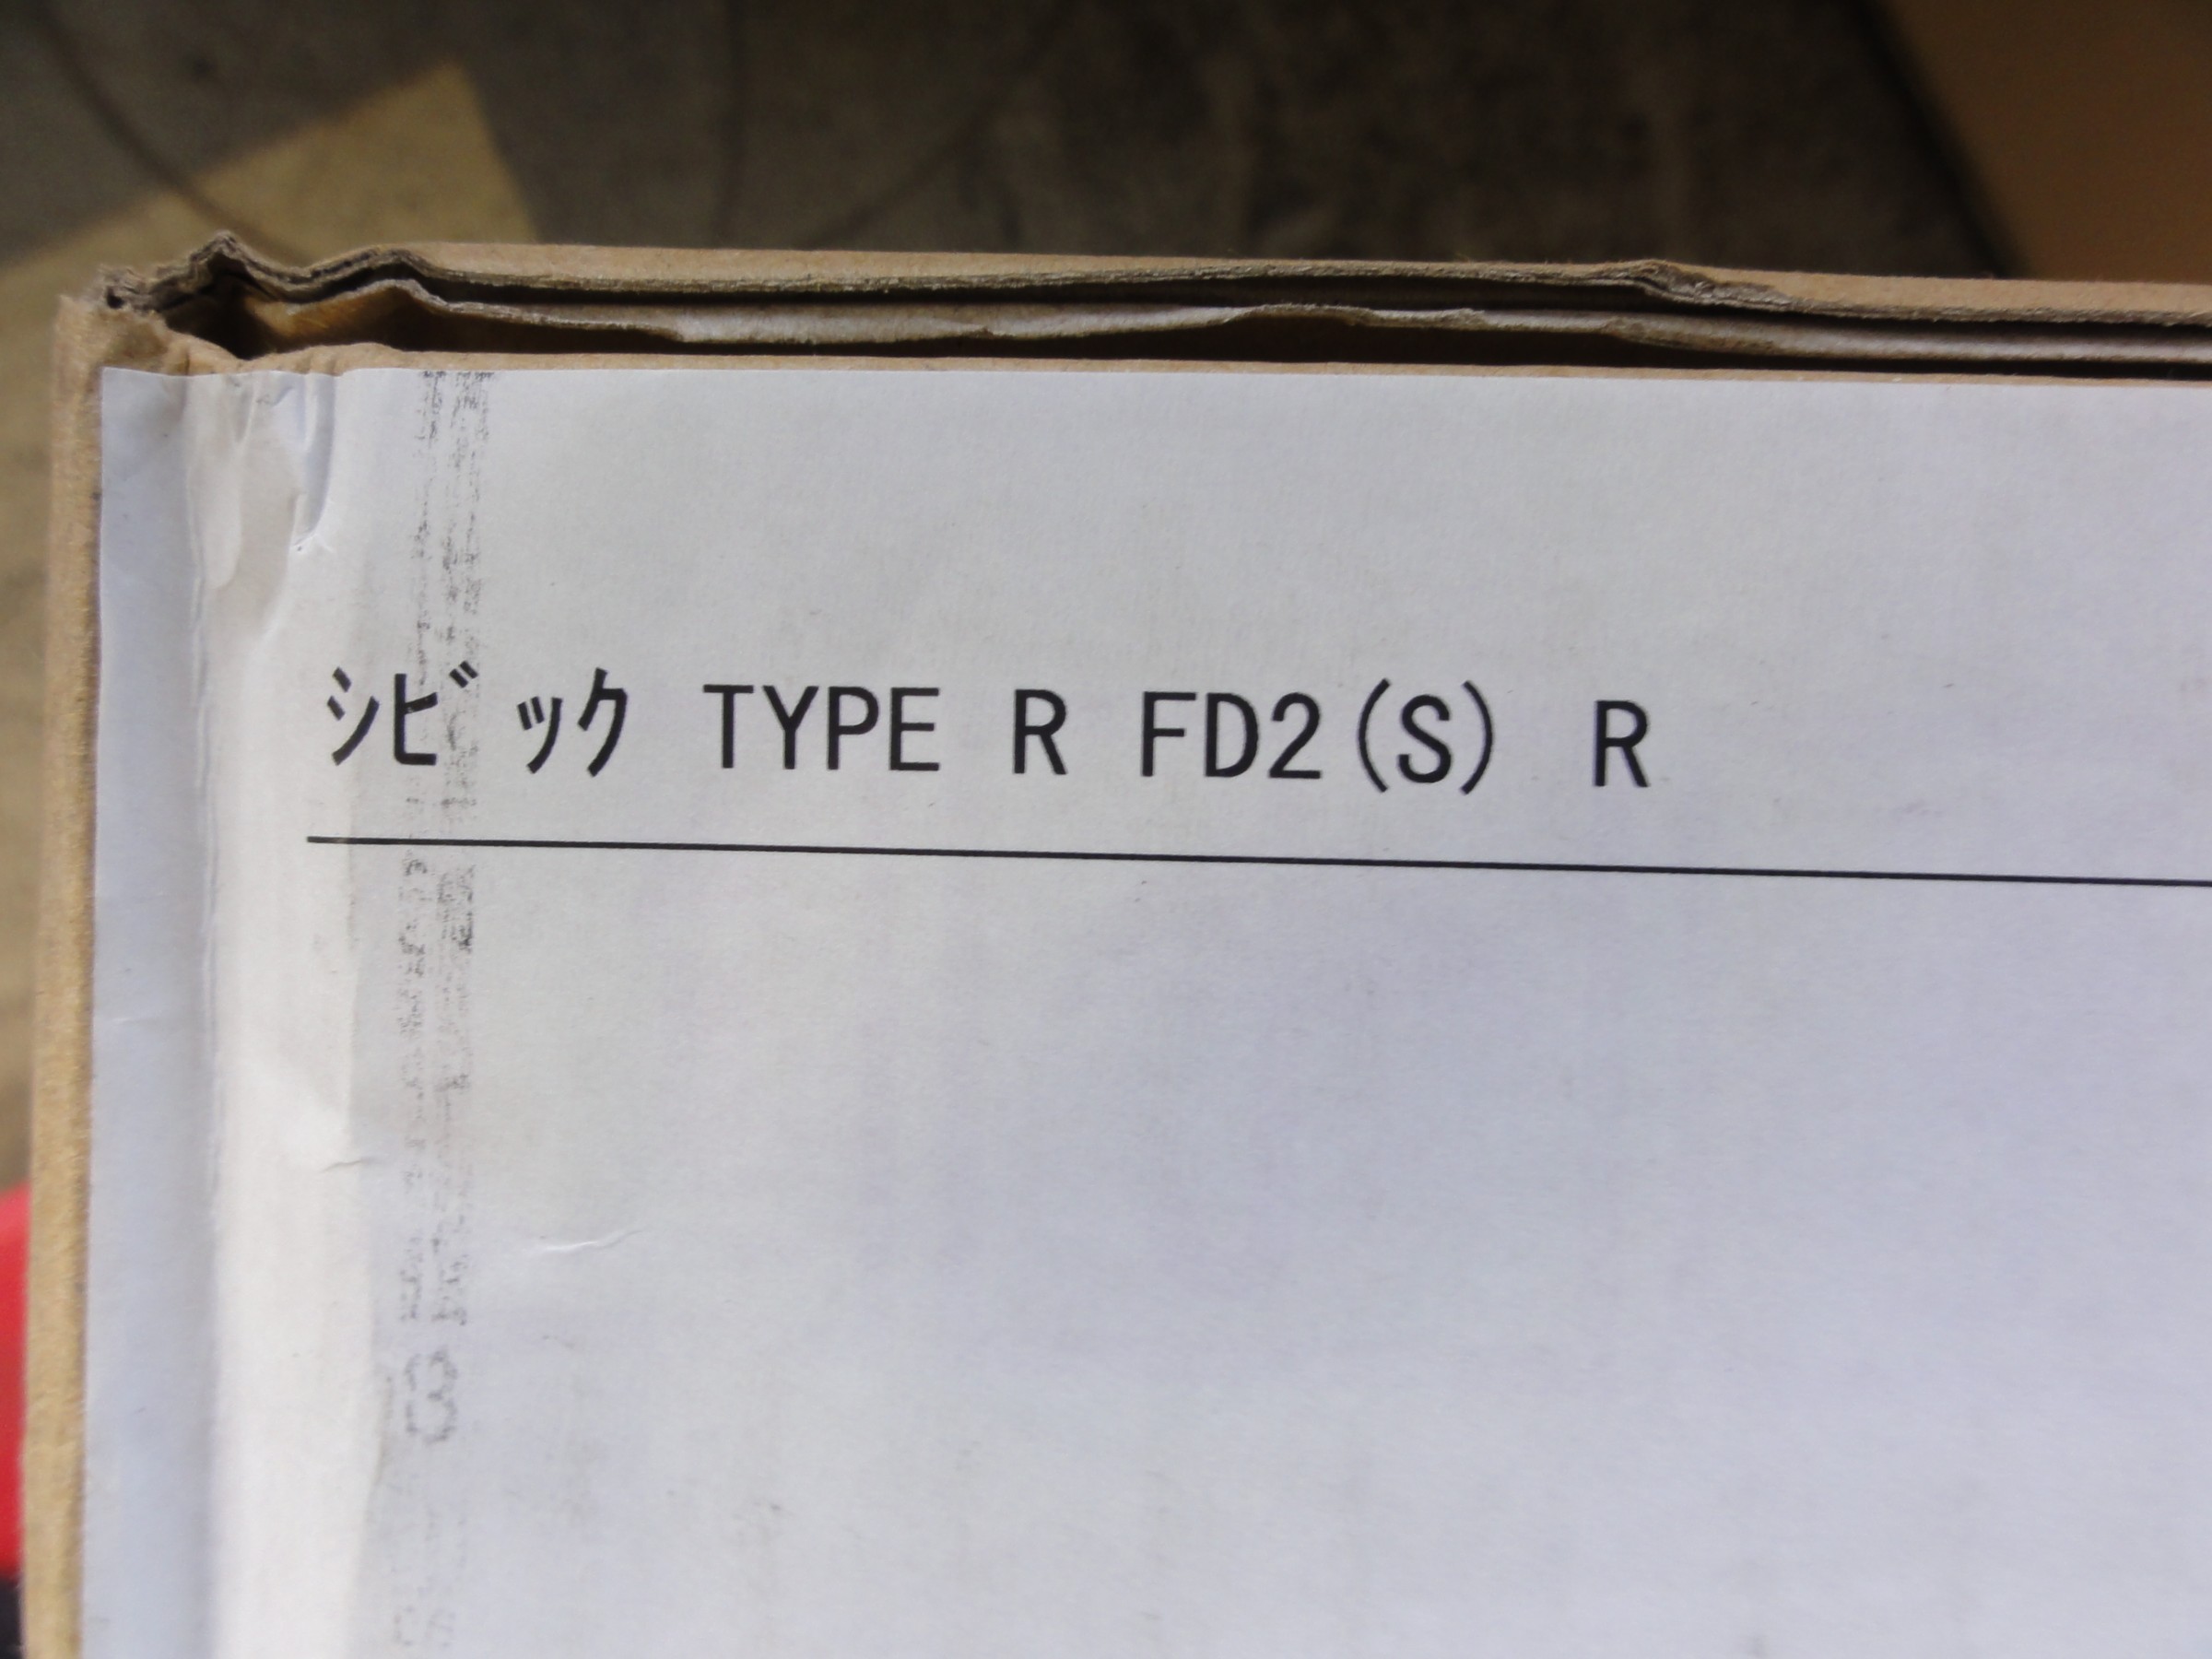 ｼﾋﾞｯｸ TYPE R FD2(S) R